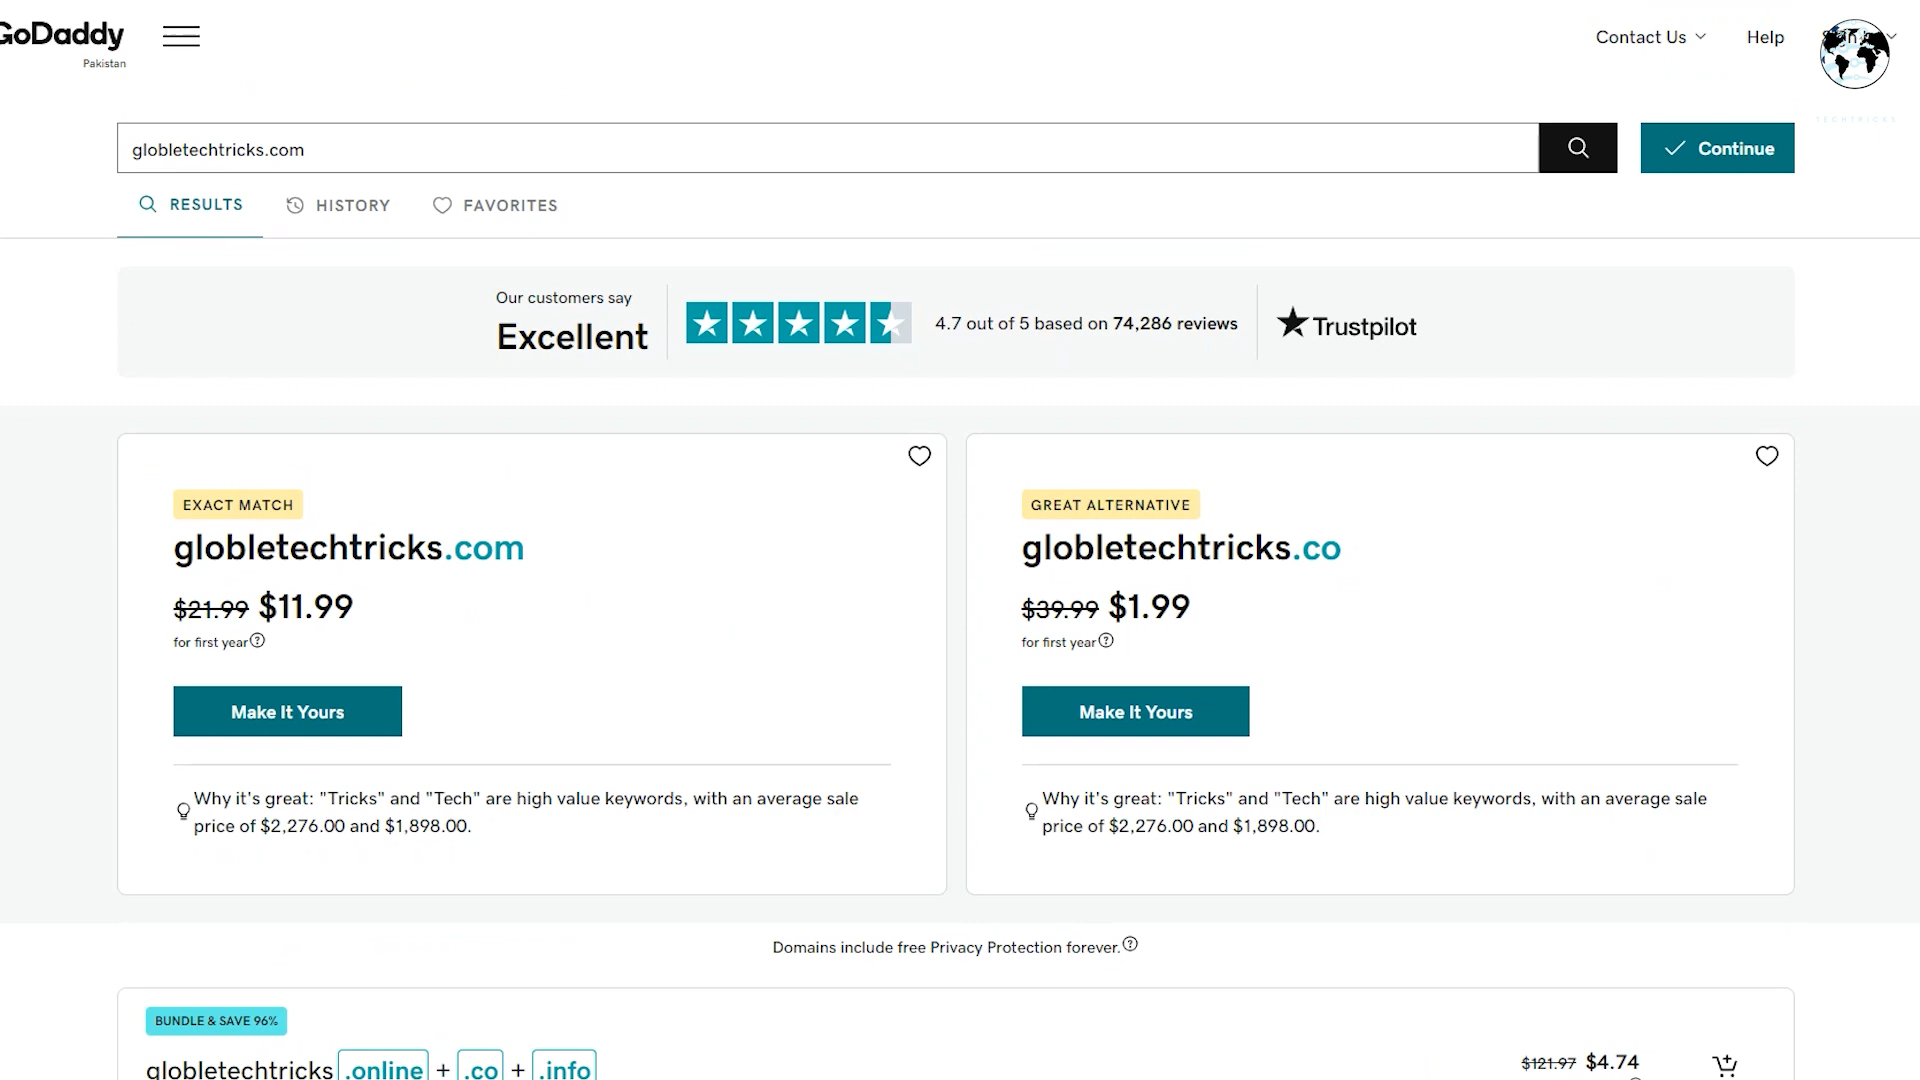 GoDaddy
Pakistan
Contact Us
Help
TECHTRICKS
globletechtricks.com
Continue
RESULTS
HISTORY
FAVORITES
Our customers say
Excellent
4.7 out of 5 based on 74,286 reviews
Trustpilot
EXACT MATCH
globletechtricks.com
$21.99 $11.99
for first year
Make It Yours
Why it's great: "Tricks" and "Tech" are high value keywords, with an average sale
price of $2,276.00 and $1,898.00.
GREAT ALTERNATIVE
globletechtricks.co
$39.99 $1.99
for first year
Make It Yours
Why it's great: "Tricks" and "Tech" are high value keywords, with an average sale
price of $2,276.00 and $1,898.00.
Domains include free Privacy Protection forever.
BUNDLE & SAVE 96%
globletechtricks .online + .co + .info
$121.97 $4.74